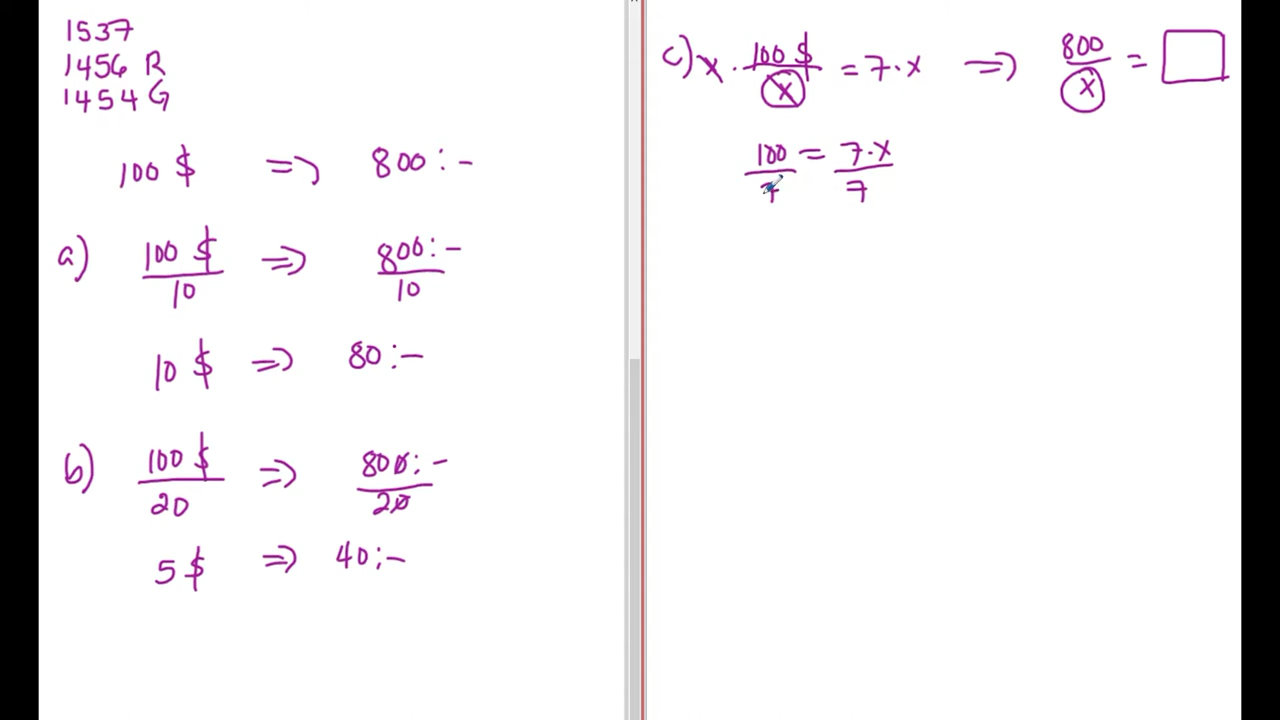 1537
1456 R
1454 G
100 $ => 800:-
a) 100 $ / 10 => 800:- / 10
10 $ => 80:-
b) 100 $ / 20 => 800:- / 20
5 $ => 40:-
c) x · 100 $ / x = 7 · x => 800 / x = □
100 / 7 = 7 · x / 7